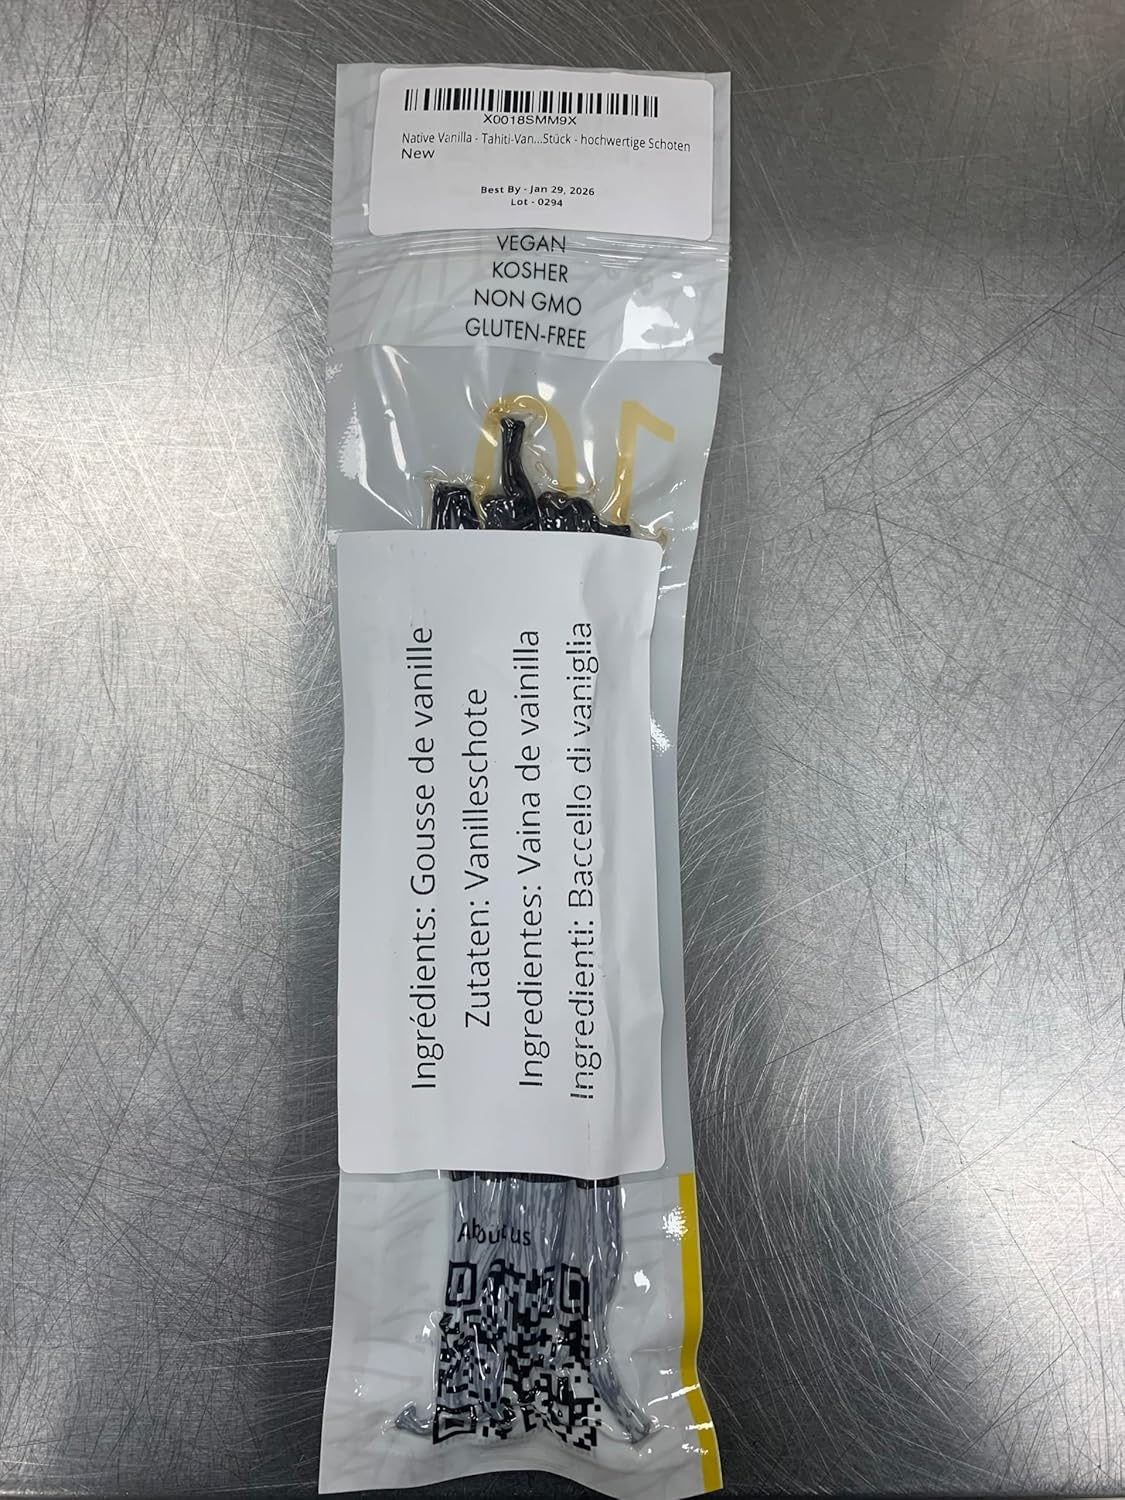 X0018SMM9X
Native Vanilla - Tahiti-Van...Stück - hochwertige Schoten
New
Best By - Jan 29, 2026
Lot - 0294
VEGAN
KOSHER
NON GMO
GLUTEN-FREE
10
Ingrédients: Gousse de vanille
Zutaten: Vanilleschote
Ingredientes: Vaina de vainilla
Ingredienti: Baccello di vaniglia
About us